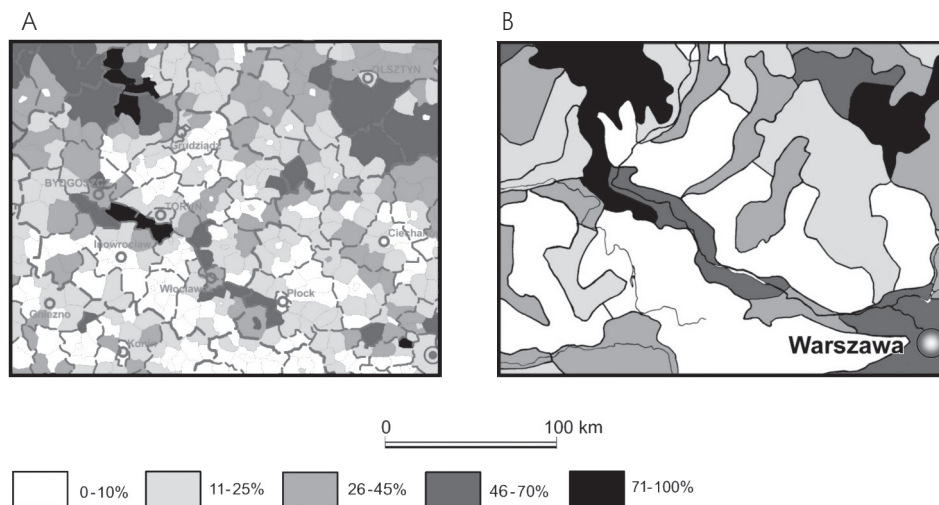 A
B
OLSZTYN
Grudziądz
BYDGOSZCZ
TORUŃ
Inowrocław
Ciechanów
Włocławek
Płock
Gniezno
Konin
Warszawa
0 100 km
0-10% 11-25% 26-45% 46-70% 71-100%